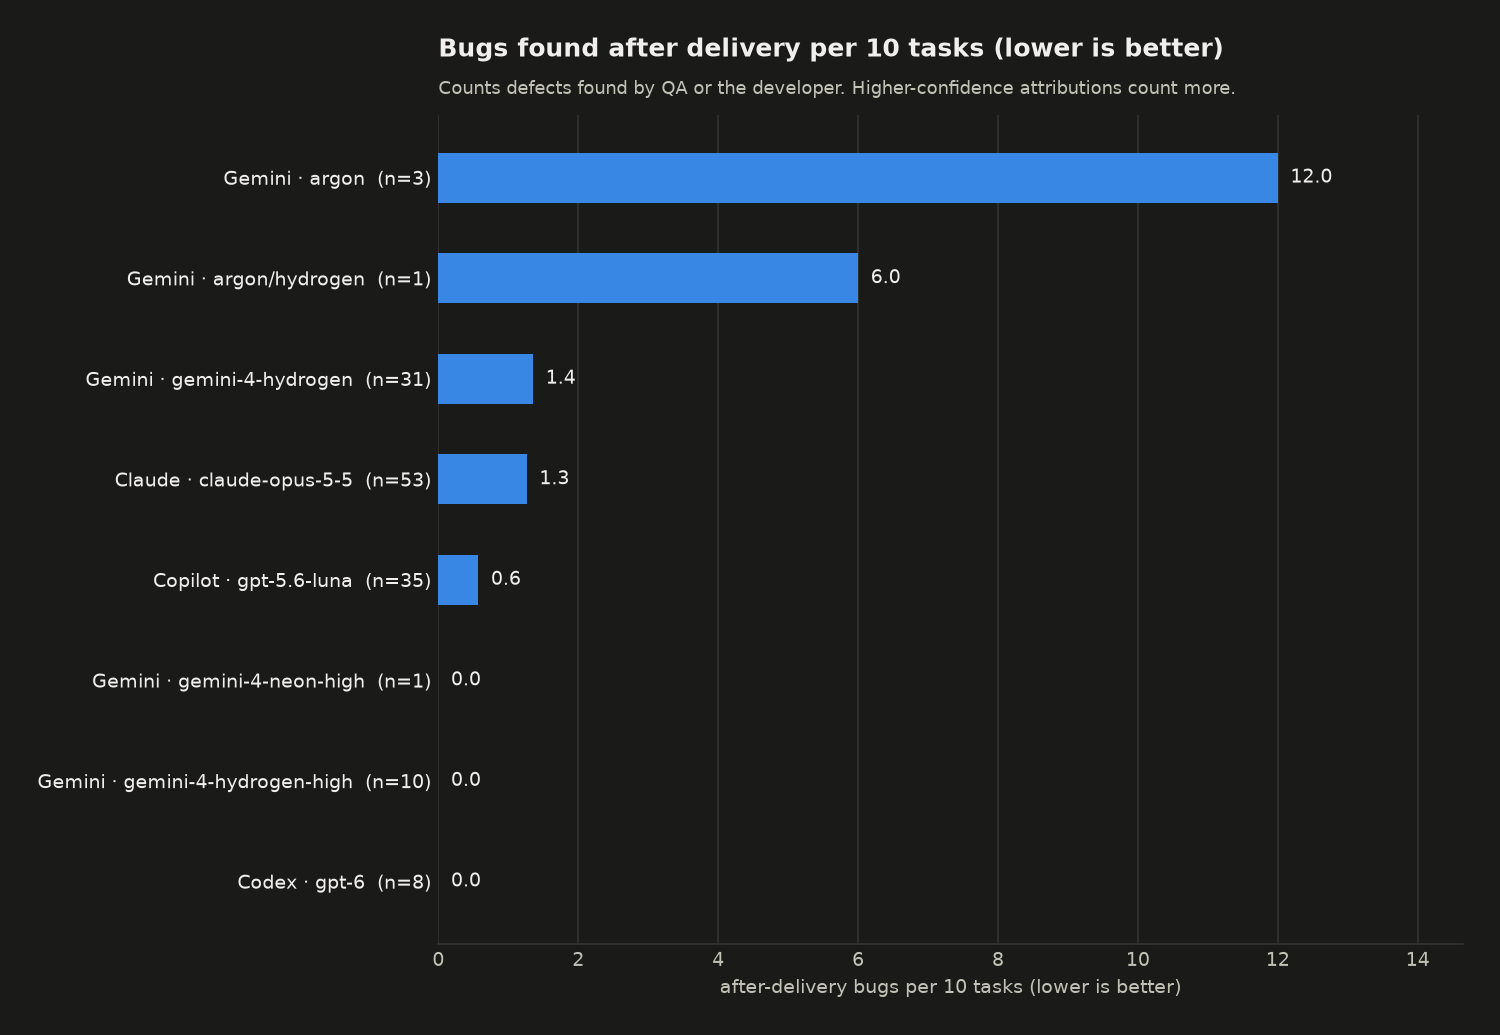 Bugs found after delivery per 10 tasks (lower is better)
Counts defects found by QA or the developer. Higher-confidence attributions count more.
Gemini · argon (n=3) 12.0
Gemini · argon/hydrogen (n=1) 6.0
Gemini · gemini-4-hydrogen (n=31) 1.4
Claude · claude-opus-5-5 (n=53) 1.3
Copilot · gpt-5.6-luna (n=35) 0.6
Gemini · gemini-4-neon-high (n=1) 0.0
Gemini · gemini-4-hydrogen-high (n=10) 0.0
Codex · gpt-6 (n=8) 0.0
0 2 4 6 8 10 12 14
after-delivery bugs per 10 tasks (lower is better)